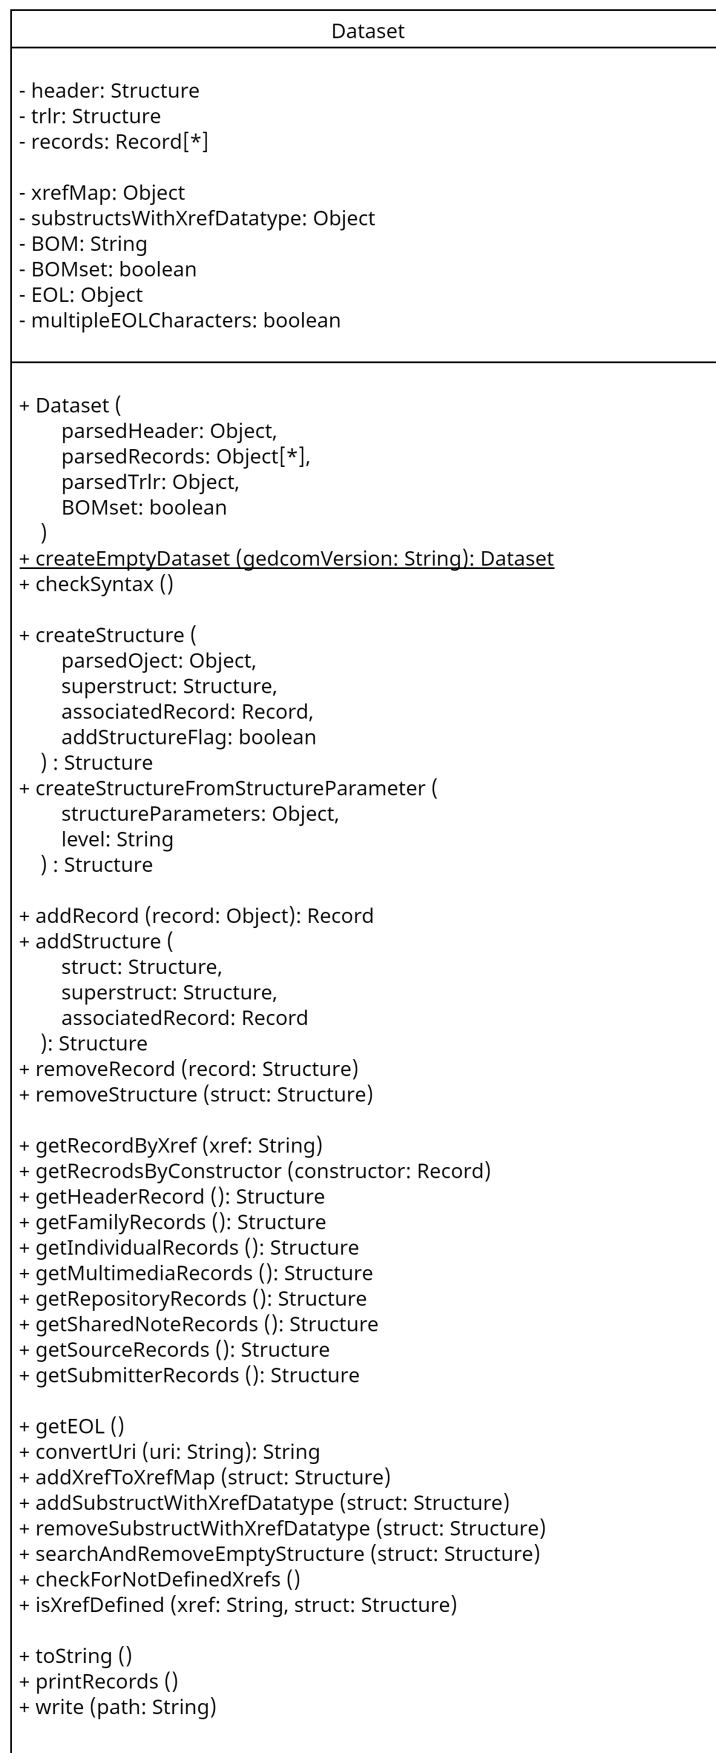 Dataset
- header: Structure
- trlr: Structure
- records: Record[*]
- xrefMap: Object
- substructsWithXrefDatatype: Object
- BOM: String
- BOMset: boolean
- EOL: Object
- multipleEOLCharacters: boolean
+ Dataset (
parsedHeader: Object,
parsedRecords: Object[*],
parsedTrlr: Object,
BOMset: boolean
)
+ createEmptyDataset (gedcomVersion: String): Dataset
+ checkSyntax ()
+ createStructure (
parsedOject: Object,
superstruct: Structure,
associatedRecord: Record,
addStructureFlag: boolean
) : Structure
+ createStructureFromStructureParameter (
structureParameters: Object,
level: String
) : Structure
+ addRecord (record: Object): Record
+ addStructure (
struct: Structure,
superstruct: Structure,
associatedRecord: Record
): Structure
+ removeRecord (record: Structure)
+ removeStructure (struct: Structure)
+ getRecordByXref (xref: String)
+ getRecrodsByConstructor (constructor: Record)
+ getHeaderRecord (): Structure
+ getFamilyRecords (): Structure
+ getIndividualRecords (): Structure
+ getMultimediaRecords (): Structure
+ getRepositoryRecords (): Structure
+ getSharedNoteRecords (): Structure
+ getSourceRecords (): Structure
+ getSubmitterRecords (): Structure
+ getEOL ()
+ convertUri (uri: String): String
+ addXrefToXrefMap (struct: Structure)
+ addSubstructWithXrefDatatype (struct: Structure)
+ removeSubstructWithXrefDatatype (struct: Structure)
+ searchAndRemoveEmptyStructure (struct: Structure)
+ checkForNotDefinedXrefs ()
+ isXrefDefined (xref: String, struct: Structure)
+ toString ()
+ printRecords ()
+ write (path: String)